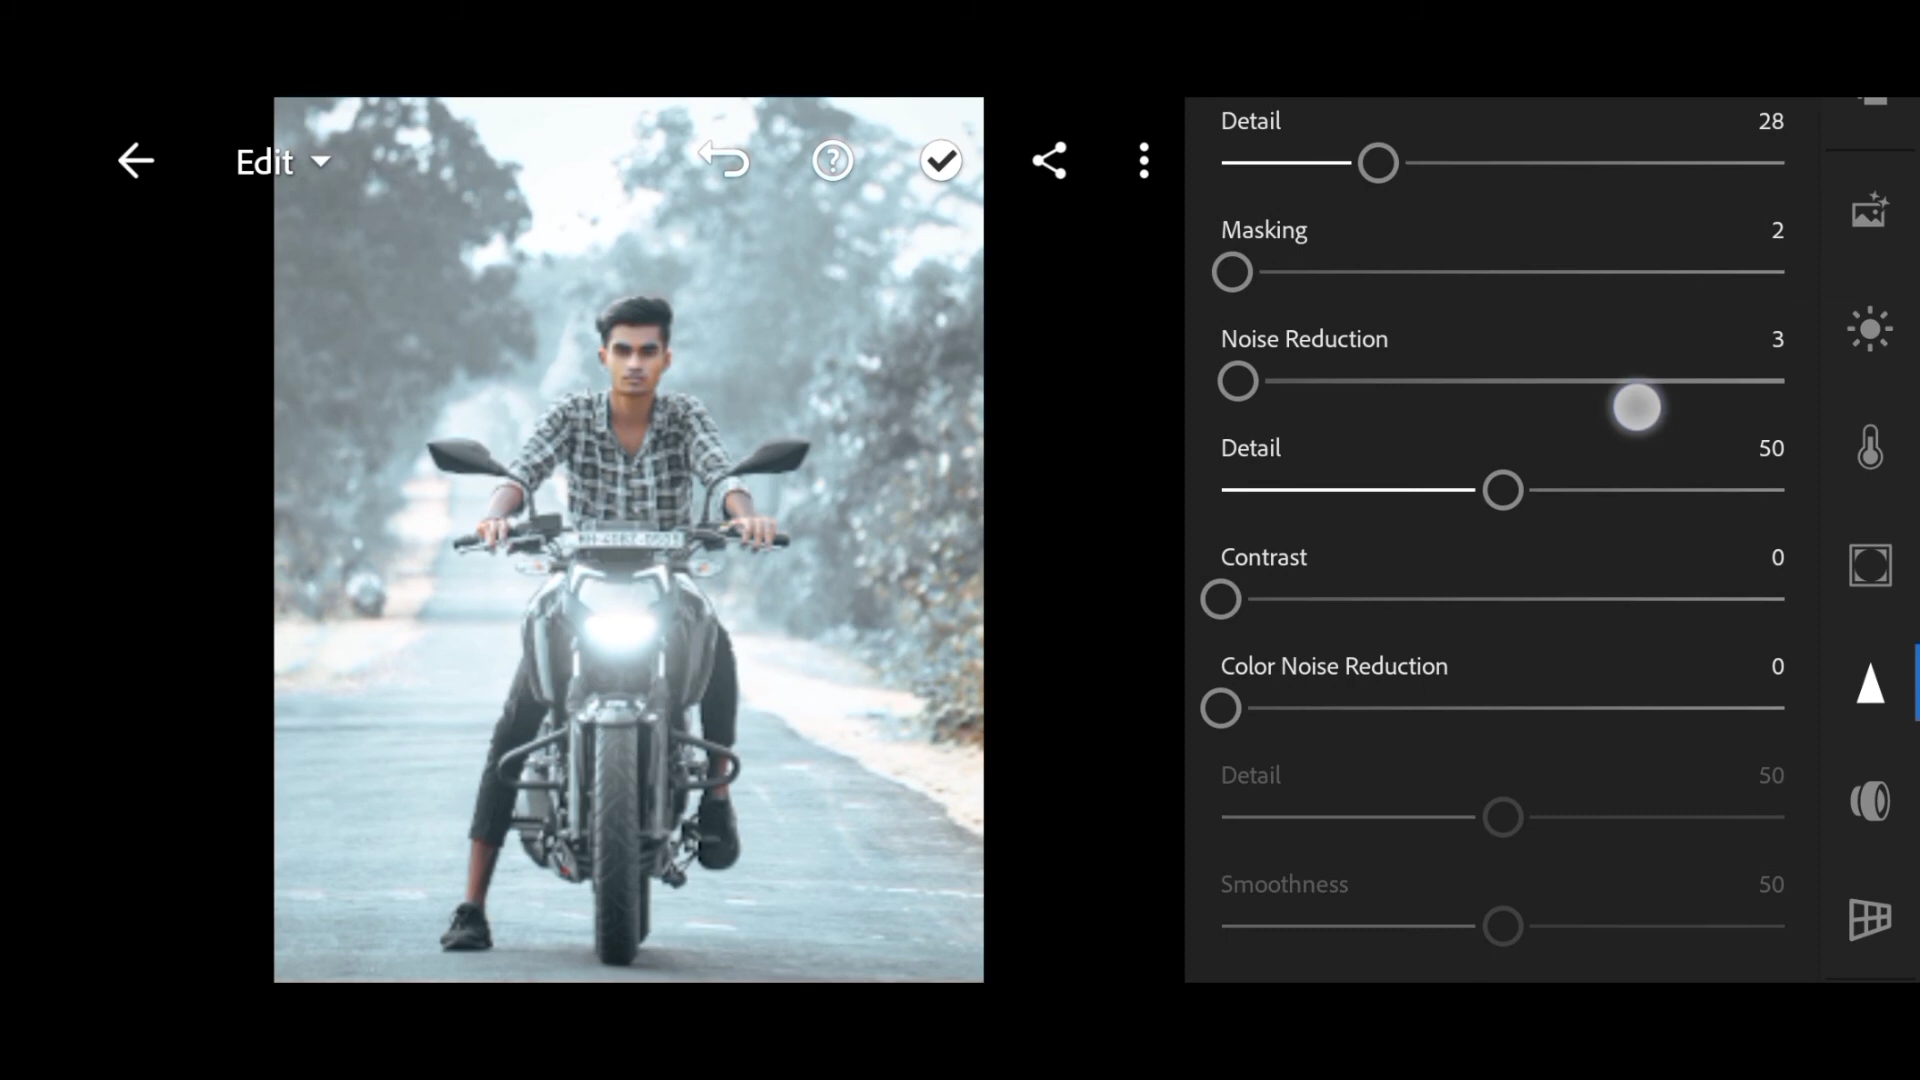 Edit
Detail 28
Masking 2
Noise Reduction 3
Detail 50
Contrast 0
Color Noise Reduction 0
Detail 50
Smoothness 50